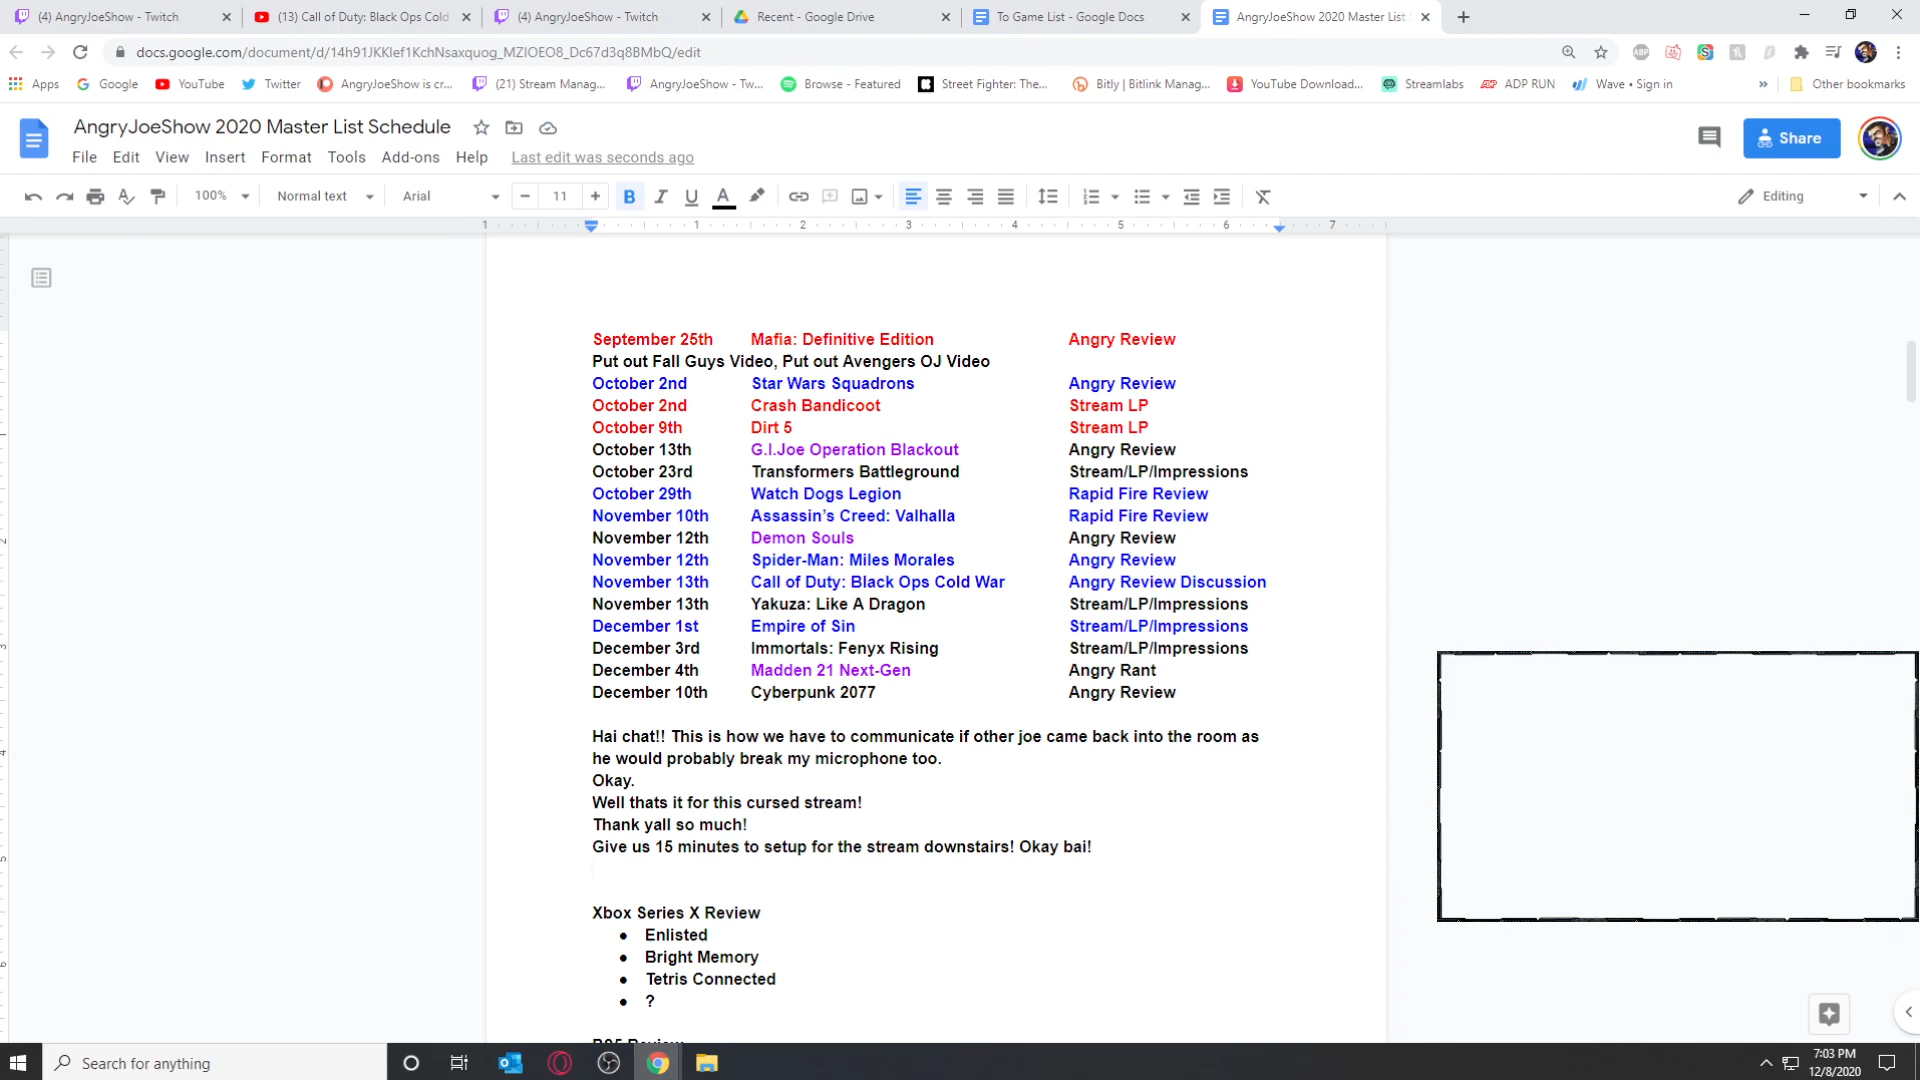 (4) AngryJoeShow - Twitch (13) Call of Duty: Black Ops Cold (4) AngryJoeShow - Twitch Recent - Google Drive To Game List - Google Docs AngryJoeShow 2020 Master List
docs.google.com/document/d/14h91JKKlef1KchNsaxquog_MZIOEO8_Dc67d3q8BMbQ/edit
Apps Google YouTube Twitter AngryJoeShow is cr... (21) Stream Manag... AngryJoeShow - Tw... Browse - Featured Street Fighter: The... Bitly | Bitlink Manag... YouTube Download... Streamlabs ADP RUN Wave • Sign in » Other bookmarks
AngryJoeShow 2020 Master List Schedule
Share
File Edit View Insert Format Tools Add-ons Help Last edit was seconds ago
100% Normal text Arial 11 B I U A Editing
1 1 2 3 4 5 6 7
September 25th Mafia: Definitive Edition Angry Review
Put out Fall Guys Video, Put out Avengers OJ Video
October 2nd Star Wars Squadrons Angry Review
October 2nd Crash Bandicoot Stream LP
October 9th Dirt 5 Stream LP
October 13th G.I.Joe Operation Blackout Angry Review
October 23rd Transformers Battleground Stream/LP/Impressions
October 29th Watch Dogs Legion Rapid Fire Review
November 10th Assassin’s Creed: Valhalla Rapid Fire Review
November 12th Demon Souls Angry Review
November 12th Spider-Man: Miles Morales Angry Review
November 13th Call of Duty: Black Ops Cold War Angry Review Discussion
November 13th Yakuza: Like A Dragon Stream/LP/Impressions
December 1st Empire of Sin Stream/LP/Impressions
December 3rd Immortals: Fenyx Rising Stream/LP/Impressions
December 4th Madden 21 Next-Gen Angry Rant
December 10th Cyberpunk 2077 Angry Review
Hai chat!! This is how we have to communicate if other joe came back into the room as
he would probably break my microphone too.
Okay.
Well thats it for this cursed stream!
Thank yall so much!
Give us 15 minutes to setup for the stream downstairs! Okay bai!
Xbox Series X Review
• Enlisted
• Bright Memory
• Tetris Connected
• ?
Search for anything
7:03 PM
12/8/2020